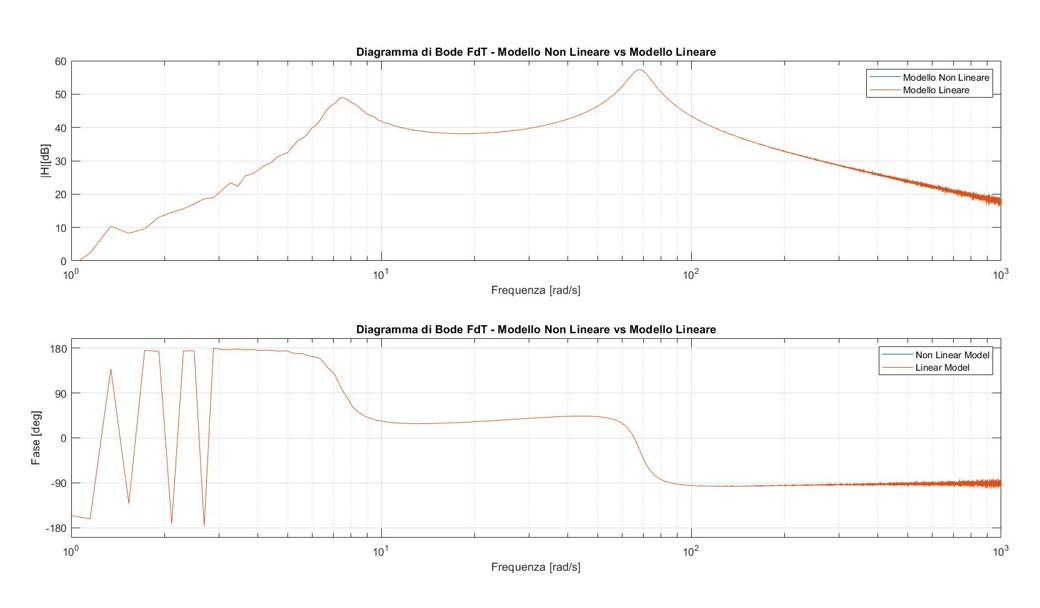 Diagramma di Bode FdT - Modello Non Lineare vs Modello Lineare
60
50
40
30
20
10
0
|H|[dB]
Modello Non Lineare
Modello Lineare
10^0
10^1
10^2
10^3
Frequenza [rad/s]
Diagramma di Bode FdT - Modello Non Lineare vs Modello Lineare
180
90
0
-90
-180
Fase [deg]
Non Linear Model
Linear Model
10^0
10^1
10^2
10^3
Frequenza [rad/s]